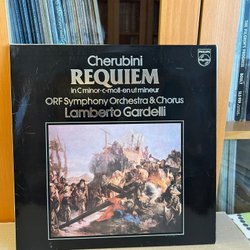 Cherubini
REQUIEM
in C minor·c-moll·en ut mineur
ORF Symphony Orchestra & Chorus
Lamberto Gardelli
PHILIPS